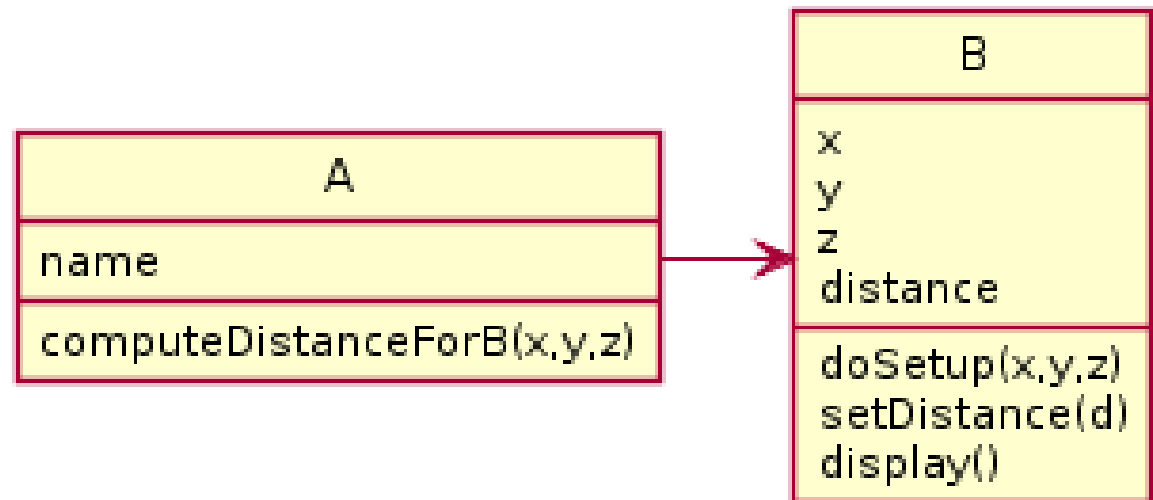 A
name
computeDistanceForB(x,y,z)
B
x
y
z
distance
doSetup(x,y,z)
setDistance(d)
display()